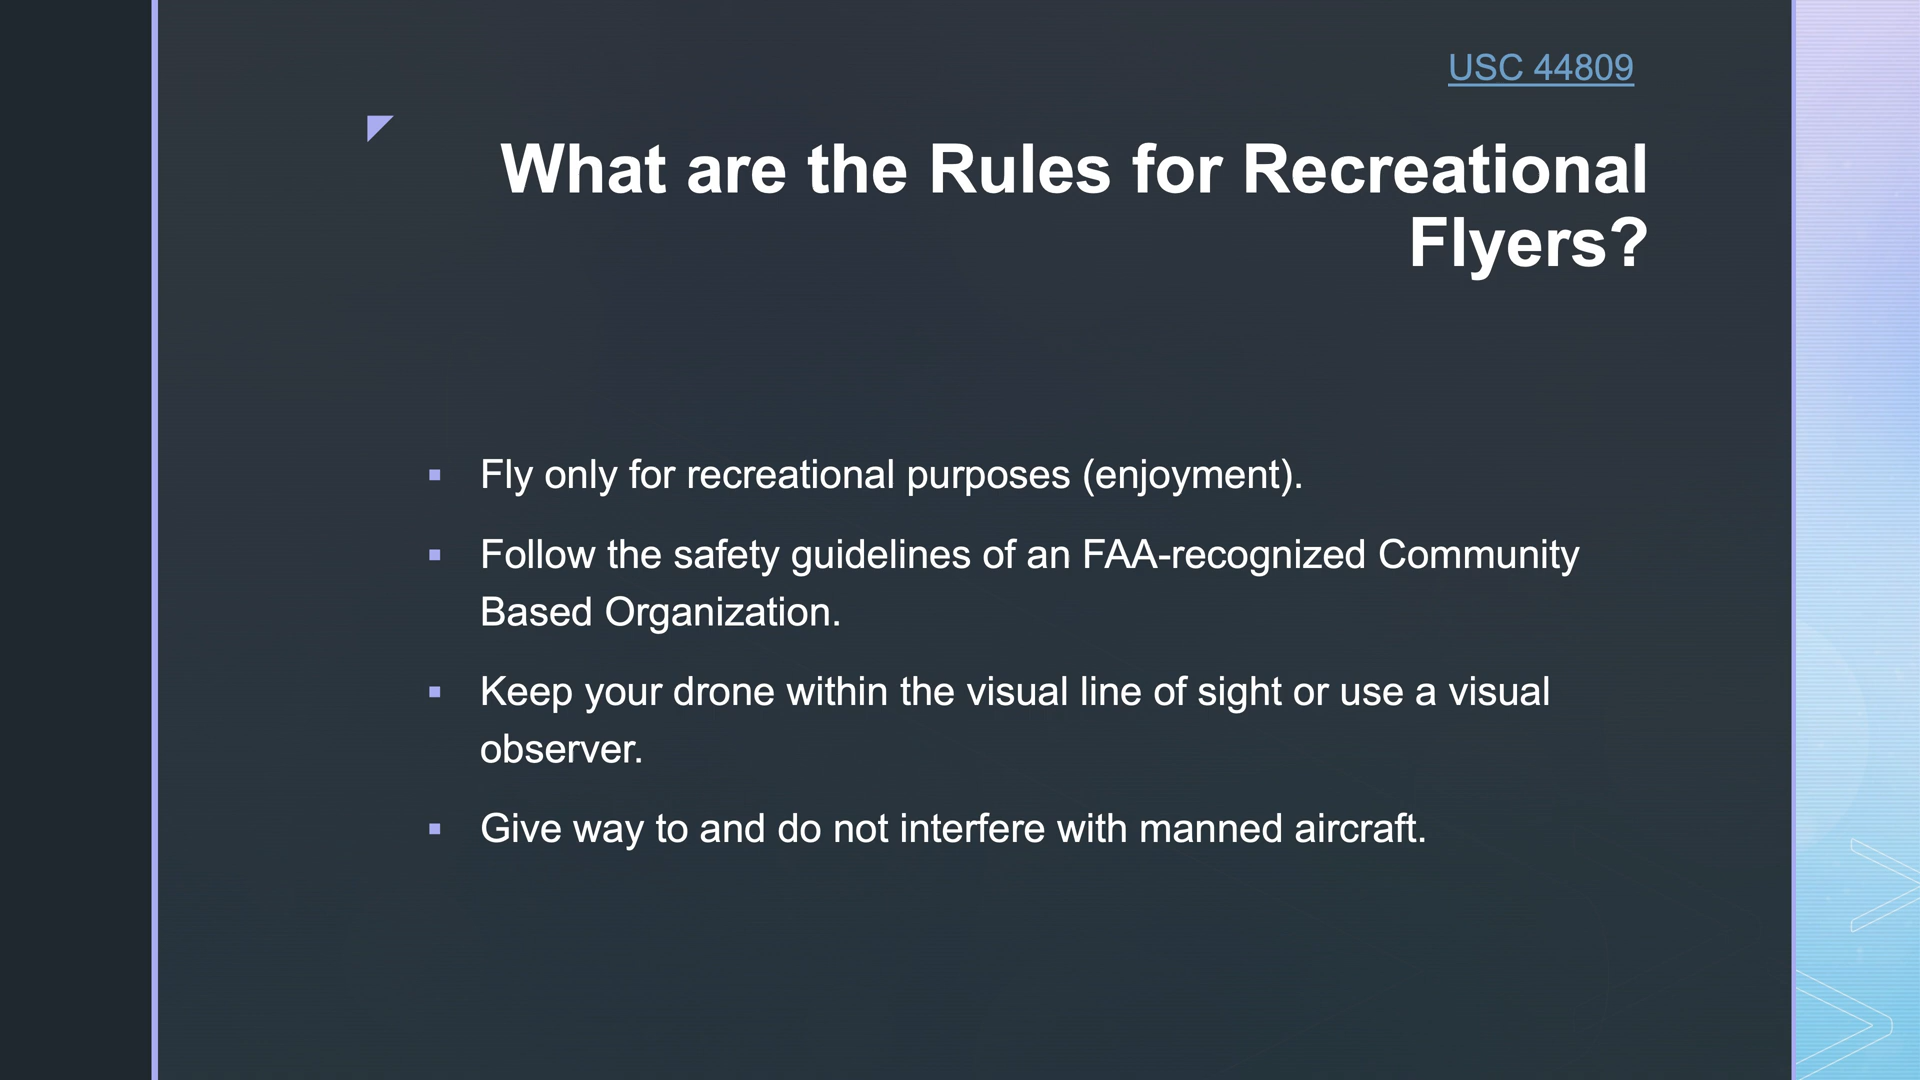 USC 44809
What are the Rules for Recreational
Flyers?
▪ Fly only for recreational purposes (enjoyment).
▪ Follow the safety guidelines of an FAA-recognized Community
Based Organization.
▪ Keep your drone within the visual line of sight or use a visual
observer.
▪ Give way to and do not interfere with manned aircraft.